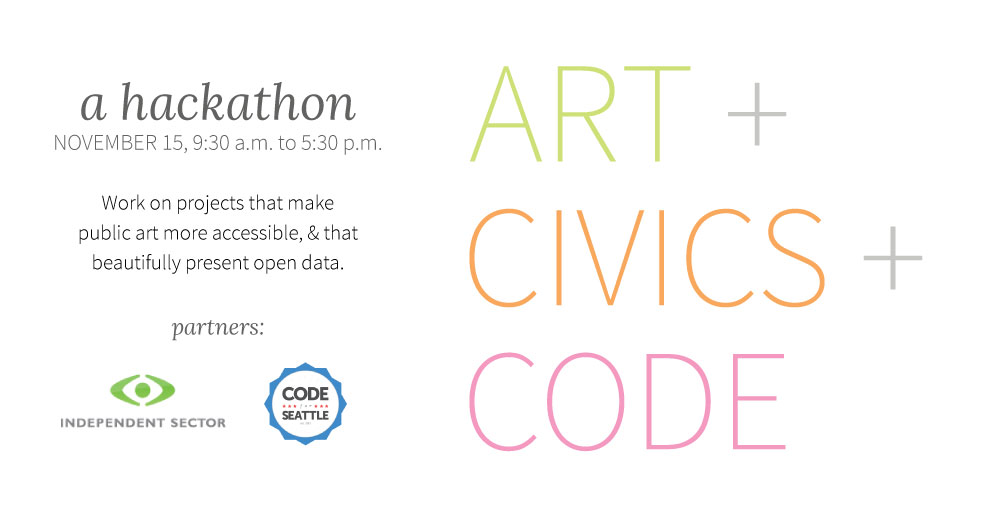 a hackathon
NOVEMBER 15, 9:30 a.m. to 5:30 p.m.
Work on projects that make
public art more accessible, & that
beautifully present open data.
partners:
INDEPENDENT SECTOR
CODE
SEATTLE
ART +
CIVICS +
CODE